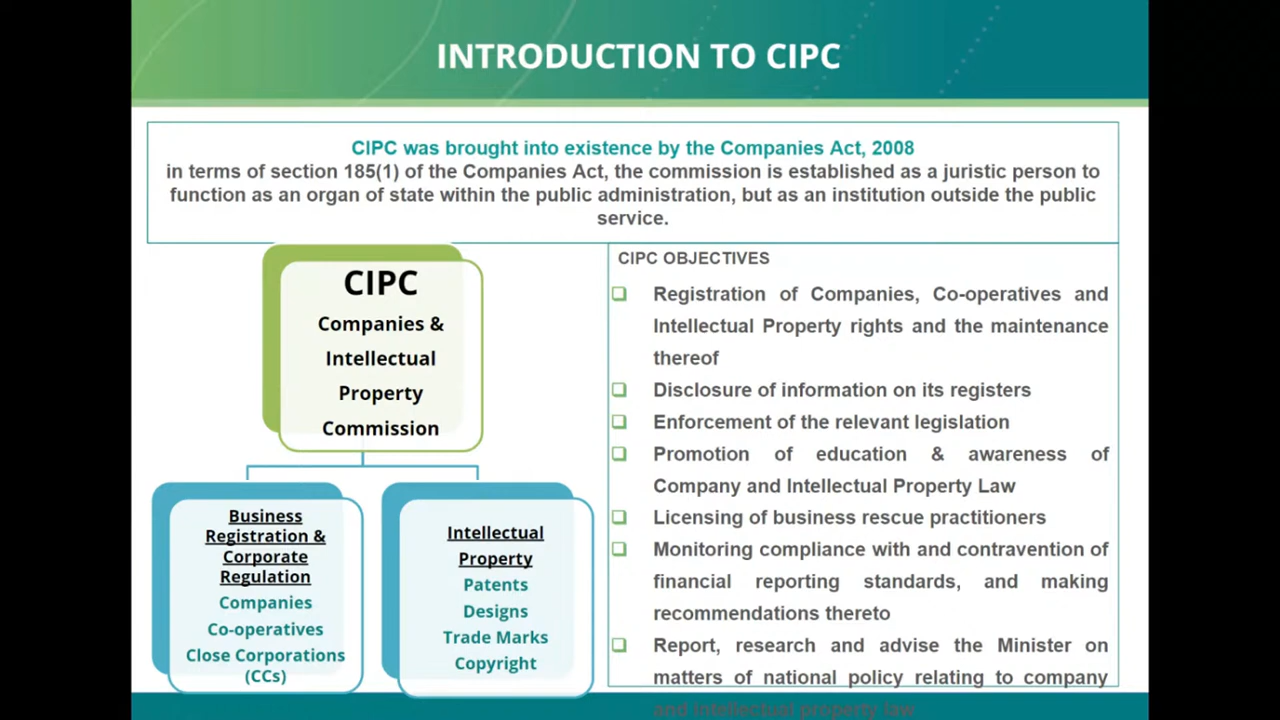 INTRODUCTION TO CIPC
CIPC was brought into existence by the Companies Act, 2008
in terms of section 185(1) of the Companies Act, the commission is established as a juristic person to
function as an organ of state within the public administration, but as an institution outside the public
service.
CIPC
Companies &
Intellectual
Property
Commission
Business
Registration &
Corporate
Regulation
Companies
Co-operatives
Close Corporations
(CCs)
Intellectual
Property
Patents
Designs
Trade Marks
Copyright
CIPC OBJECTIVES
Registration of Companies, Co-operatives and
Intellectual Property rights and the maintenance
thereof
Disclosure of information on its registers
Enforcement of the relevant legislation
Promotion of education & awareness of
Company and Intellectual Property Law
Licensing of business rescue practitioners
Monitoring compliance with and contravention of
financial reporting standards, and making
recommendations thereto
Report, research and advise the Minister on
matters of national policy relating to company
and intellectual property law